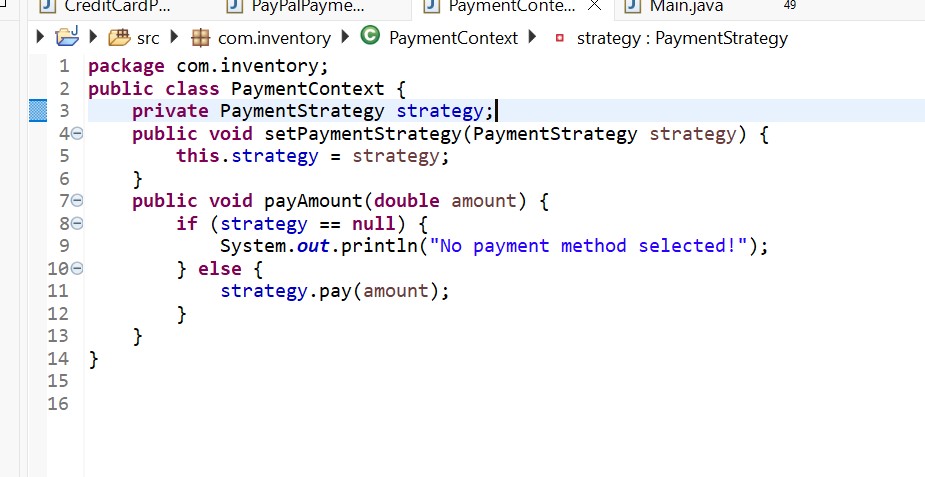 CreditCardP... PayPalPayme... PaymentConte... Main.java 49
src com.inventory PaymentContext strategy : PaymentStrategy
1 package com.inventory;
2 public class PaymentContext {
3     private PaymentStrategy strategy;
4     public void setPaymentStrategy(PaymentStrategy strategy) {
5         this.strategy = strategy;
6     }
7     public void payAmount(double amount) {
8         if (strategy == null) {
9             System.out.println("No payment method selected!");
10         } else {
11             strategy.pay(amount);
12         }
13     }
14 }
15
16